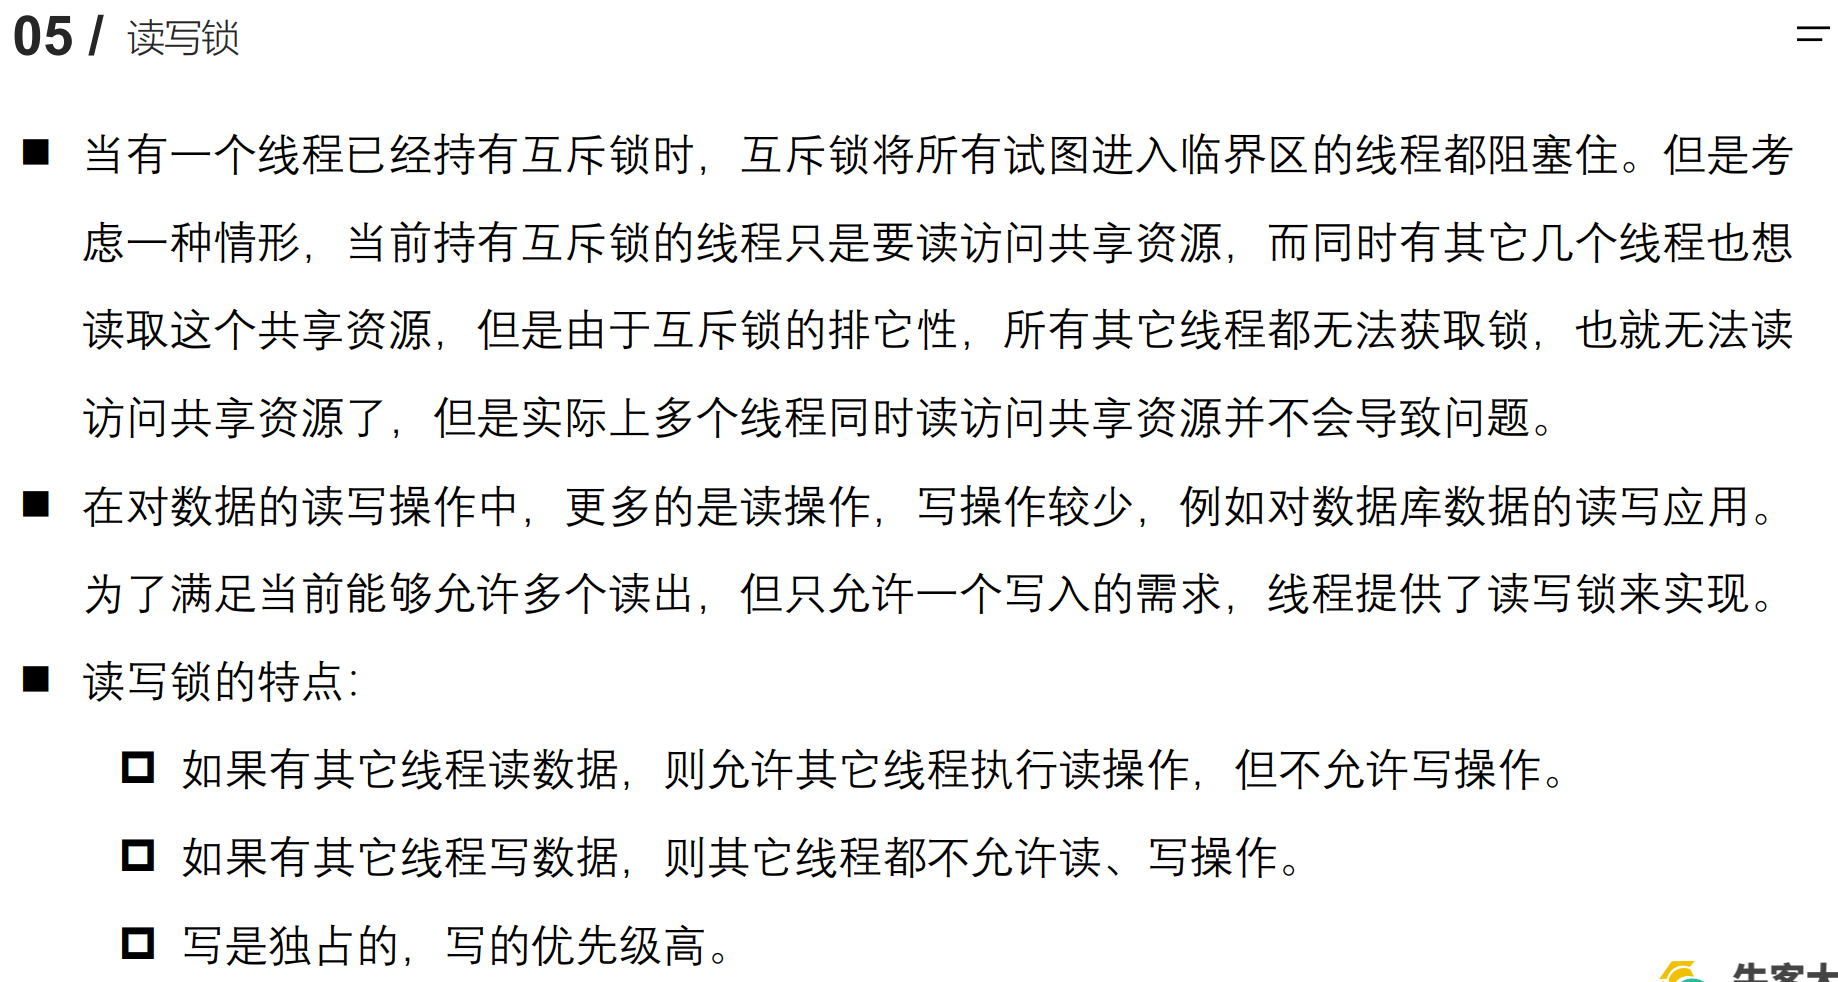 05 / 读写锁
当有一个线程已经持有互斥锁时，互斥锁将所有试图进入临界区的线程都阻塞住。但是考
虑一种情形，当前持有互斥锁的线程只是要读访问共享资源，而同时有其它几个线程也想
读取这个共享资源，但是由于互斥锁的排它性，所有其它线程都无法获取锁，也就无法读
访问共享资源了，但是实际上多个线程同时读访问共享资源并不会导致问题。
在对数据的读写操作中，更多的是读操作，写操作较少，例如对数据库数据的读写应用。
为了满足当前能够允许多个读出，但只允许一个写入的需求，线程提供了读写锁来实现。
读写锁的特点：
如果有其它线程读数据，则允许其它线程执行读操作，但不允许写操作。
如果有其它线程写数据，则其它线程都不允许读、写操作。
写是独占的，写的优先级高。